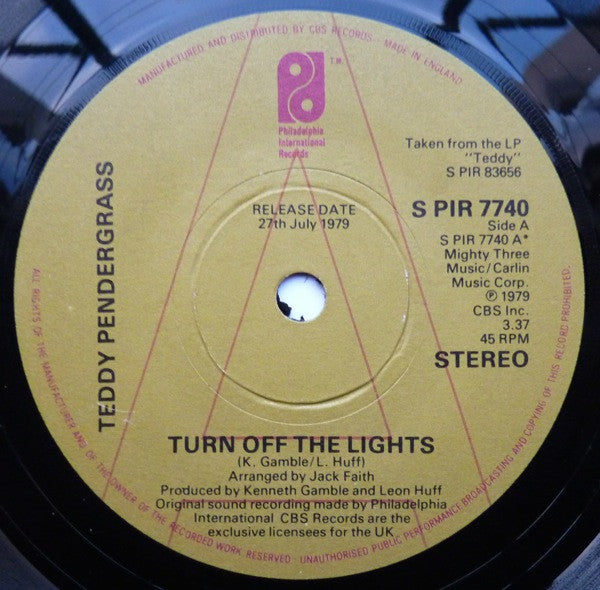 MANUFACTURED AND DISTRIBUTED BY CBS RECORDS · MADE IN ENGLAND
TM
Philadelphia
International
Records
Taken from the LP
"Teddy"
S PIR 83656
RELEASE DATE
27th July 1979
S PIR 7740
Side A
S PIR 7740 A*
Mighty Three
Music/Carlin
Music Corp.
℗ 1979
CBS Inc.
3.37
45 RPM
STEREO
TEDDY PENDERGRASS
A
TURN OFF THE LIGHTS
(K. Gamble/L. Huff)
Arranged by Jack Faith
Produced by Kenneth Gamble and Leon Huff
Original sound recording made by Philadelphia
International CBS Records are the
exclusive licensees for the UK
ALL RIGHTS OF THE MANUFACTURER AND OF THE OWNER OF THE RECORDED WORK RESERVED · UNAUTHORISED PUBLIC PERFORMANCE BROADCASTING AND COPYING OF THIS RECORD PROHIBITED.